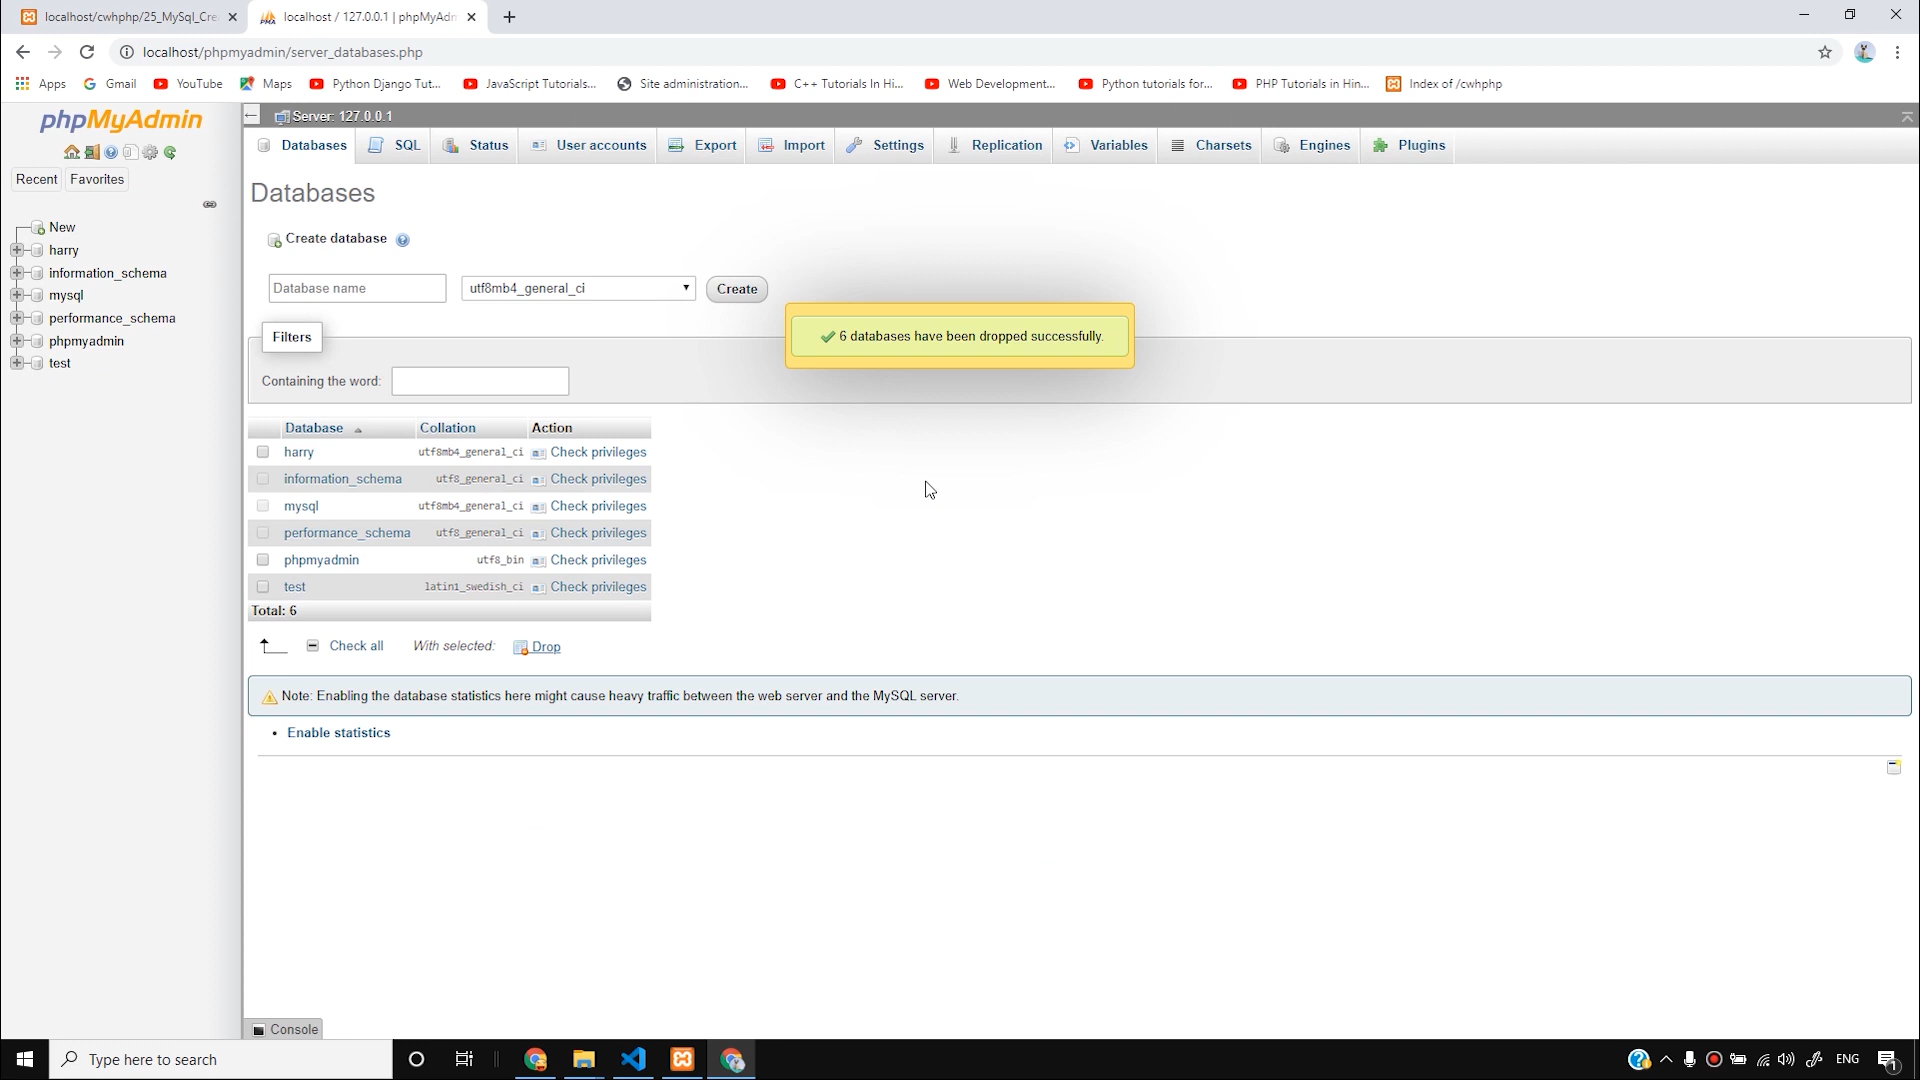 localhost/cwhphp/25_MySql_Cre
localhost / 127.0.0.1 | phpMyAdm
localhost/phpmyadmin/server_databases.php
Apps Gmail YouTube Maps Python Django Tut... JavaScript Tutorials... Site administration... C++ Tutorials In Hi... Web Development... Python tutorials for... PHP Tutorials in Hin... Index of /cwhphp
phpMyAdmin
Recent Favorites
New
harry
information_schema
mysql
performance_schema
phpmyadmin
test
Server: 127.0.0.1
Databases SQL Status User accounts Export Import Settings Replication Variables Charsets Engines Plugins
Databases
Create database
Database name utf8mb4_general_ci Create
6 databases have been dropped successfully.
Filters
Containing the word:
Database Collation Action
harry utf8mb4_general_ci Check privileges
information_schema utf8_general_ci Check privileges
mysql utf8mb4_general_ci Check privileges
performance_schema utf8_general_ci Check privileges
phpmyadmin utf8_bin Check privileges
test latin1_swedish_ci Check privileges
Total: 6
Check all With selected: Drop
Note: Enabling the database statistics here might cause heavy traffic between the web server and the MySQL server.
• Enable statistics
Console
Type here to search
ENG
1